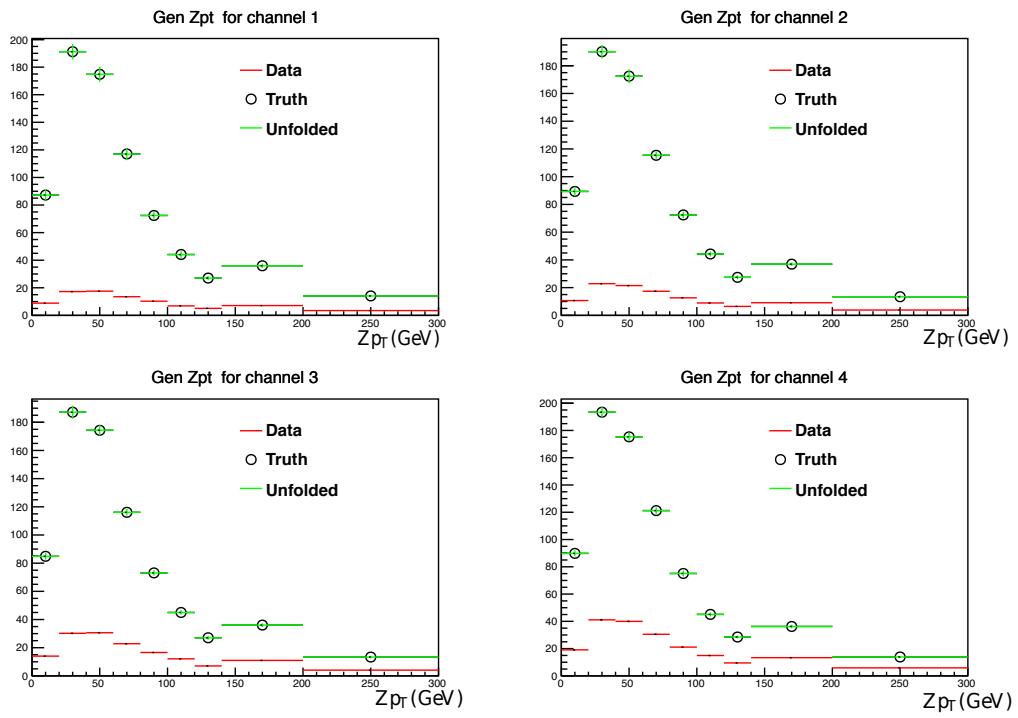 Gen Zpt for channel 1
200
180
160
140
120
100
80
60
40
20
0
Data
Truth
Unfolded
0 50 100 150 200 250 300
Zp_T(GeV)
Gen Zpt for channel 2
180
160
140
120
100
80
60
40
20
0
Data
Truth
Unfolded
0 50 100 150 200 250 300
Zp_T(GeV)
Gen Zpt for channel 3
180
160
140
120
100
80
60
40
20
0
Data
Truth
Unfolded
0 50 100 150 200 250 300
Zp_T(GeV)
Gen Zpt for channel 4
200
180
160
140
120
100
80
60
40
20
0
Data
Truth
Unfolded
0 50 100 150 200 250 300
Zp_T(GeV)